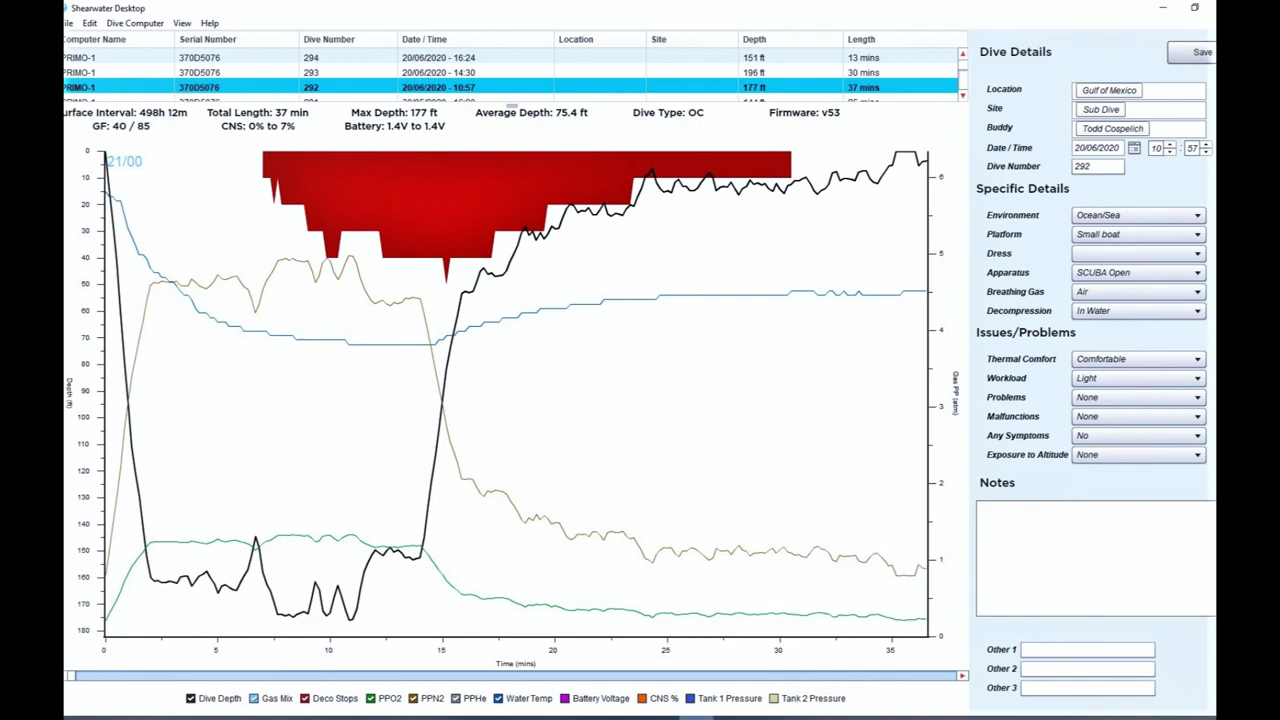 Shearwater Desktop
ile Edit Dive Computer View Help
Computer Name Serial Number Dive Number Date / Time Location Site Depth Length
PRIMO-1 370D5076 294 20/06/2020 - 16:24 151 ft 13 mins
PRIMO-1 370D5076 293 20/06/2020 - 14:30 196 ft 30 mins
PRIMO-1 370D5076 292 20/06/2020 - 10:57 177 ft 37 mins
urface Interval: 498h 12m Total Length: 37 min Max Depth: 177 ft Average Depth: 75.4 ft Dive Type: OC Firmware: v53
GF: 40 / 85 CNS: 0% to 7% Battery: 1.4V to 1.4V
21/00
0
10
20
30
40
50
60
70
80
90
100
110
120
130
140
150
160
170
180
Depth (ft)
6
5
4
3
2
1
0
Gas PP (atm)
0 5 10 15 20 25 30 35
Time (mins)
Dive Depth Gas Mix Deco Stops PPO2 PPN2 PPHe Water Temp Battery Voltage CNS % Tank 1 Pressure Tank 2 Pressure
Dive Details Save
Location Gulf of Mexico
Site Sub Dive
Buddy Todd Cospelich
Date / Time 20/06/2020 10 : 57
Dive Number 292
Specific Details
Environment Ocean/Sea
Platform Small boat
Dress
Apparatus SCUBA Open
Breathing Gas Air
Decompression In Water
Issues/Problems
Thermal Comfort Comfortable
Workload Light
Problems None
Malfunctions None
Any Symptoms No
Exposure to Altitude None
Notes
Other 1
Other 2
Other 3